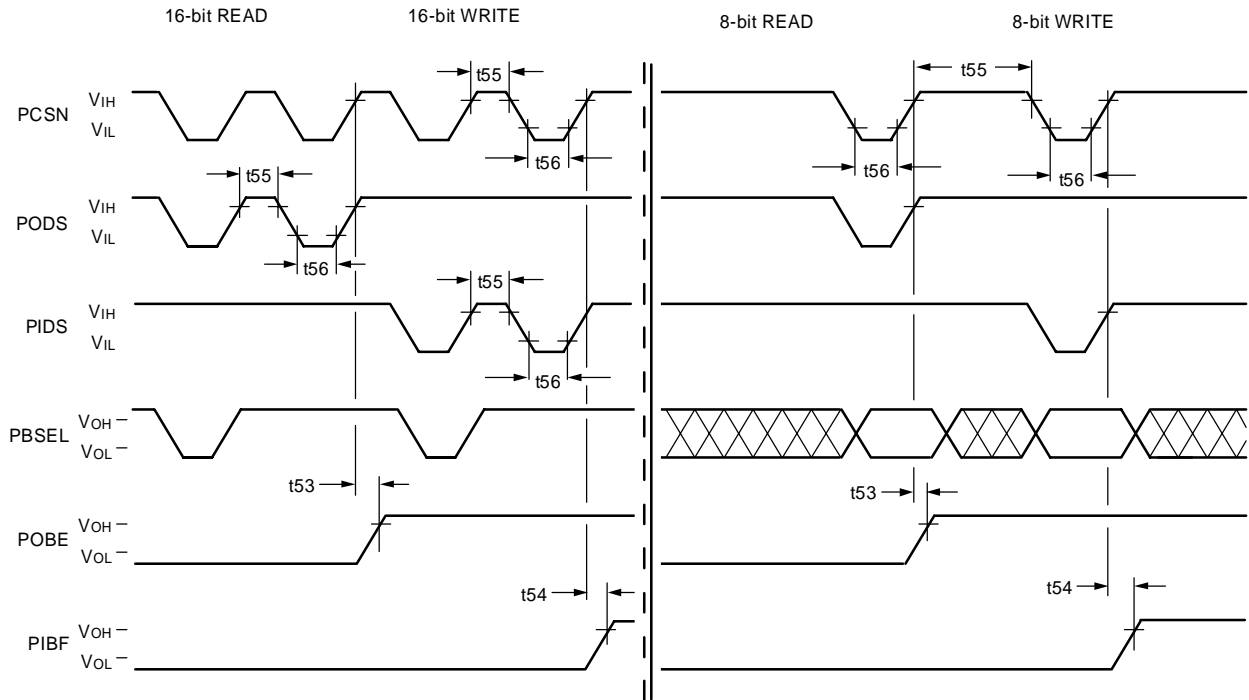 16-bit READ 16-bit WRITE 8-bit READ 8-bit WRITE
t55 t55
PCSN VIH
VIL
t56 t56 t56
t55
PODS VIH
VIL
t56
t55
PIDS VIH
VIL
t56
PBSEL VOH
VOL
t53 t53
POBE VOH
VOL
t54 t54
PIBF VOH
VOL